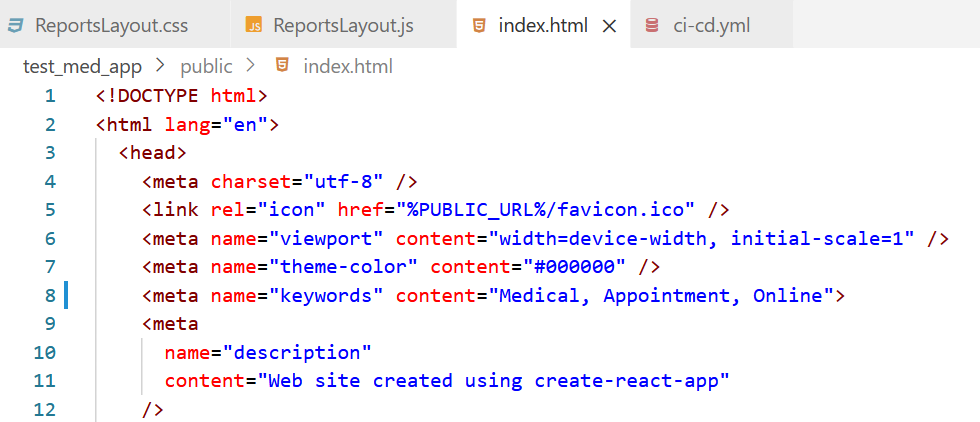 ReportsLayout.css JS ReportsLayout.js index.html ci-cd.yml
test_med_app > public > index.html
1 <!DOCTYPE html>
2 <html lang="en">
3 <head>
4 <meta charset="utf-8" />
5 <link rel="icon" href="%PUBLIC_URL%/favicon.ico" />
6 <meta name="viewport" content="width=device-width, initial-scale=1" />
7 <meta name="theme-color" content="#000000" />
8 <meta name="keywords" content="Medical, Appointment, Online">
9 <meta
10 name="description"
11 content="Web site created using create-react-app"
12 />